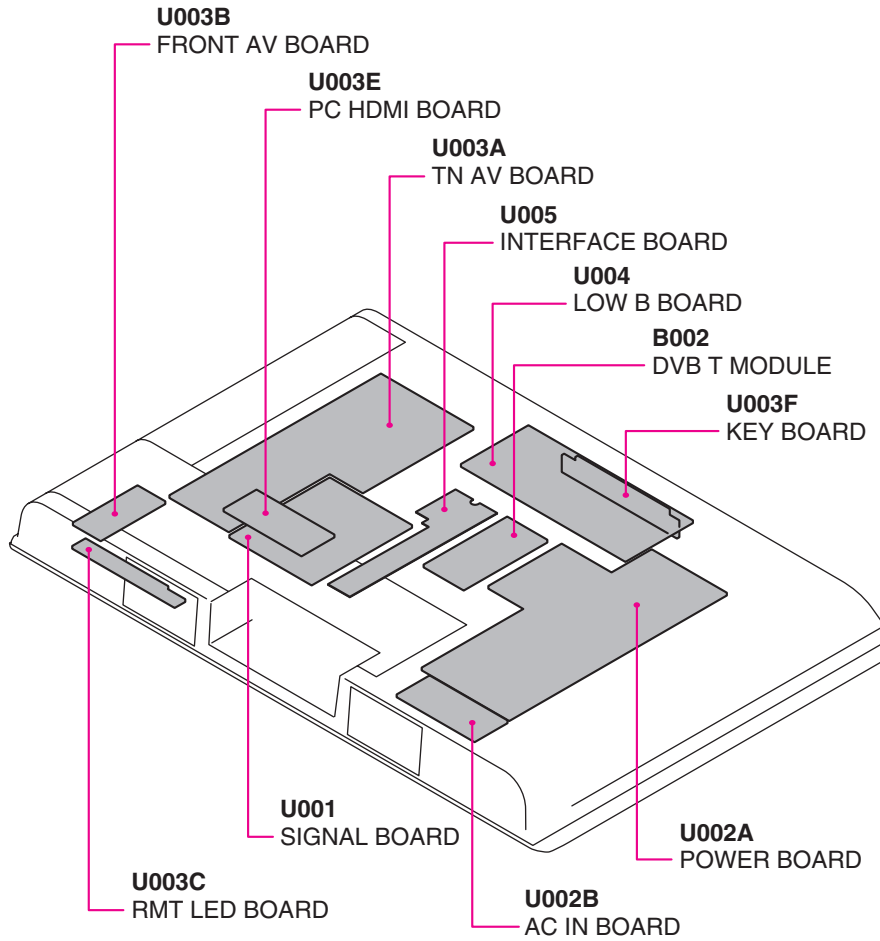 U003B
FRONT AV BOARD
U003E
PC HDMI BOARD
U003A
TN AV BOARD
U005
INTERFACE BOARD
U004
LOW B BOARD
B002
DVB T MODULE
U003F
KEY BOARD
U001
SIGNAL BOARD
U002A
POWER BOARD
U003C
RMT LED BOARD
U002B
AC IN BOARD